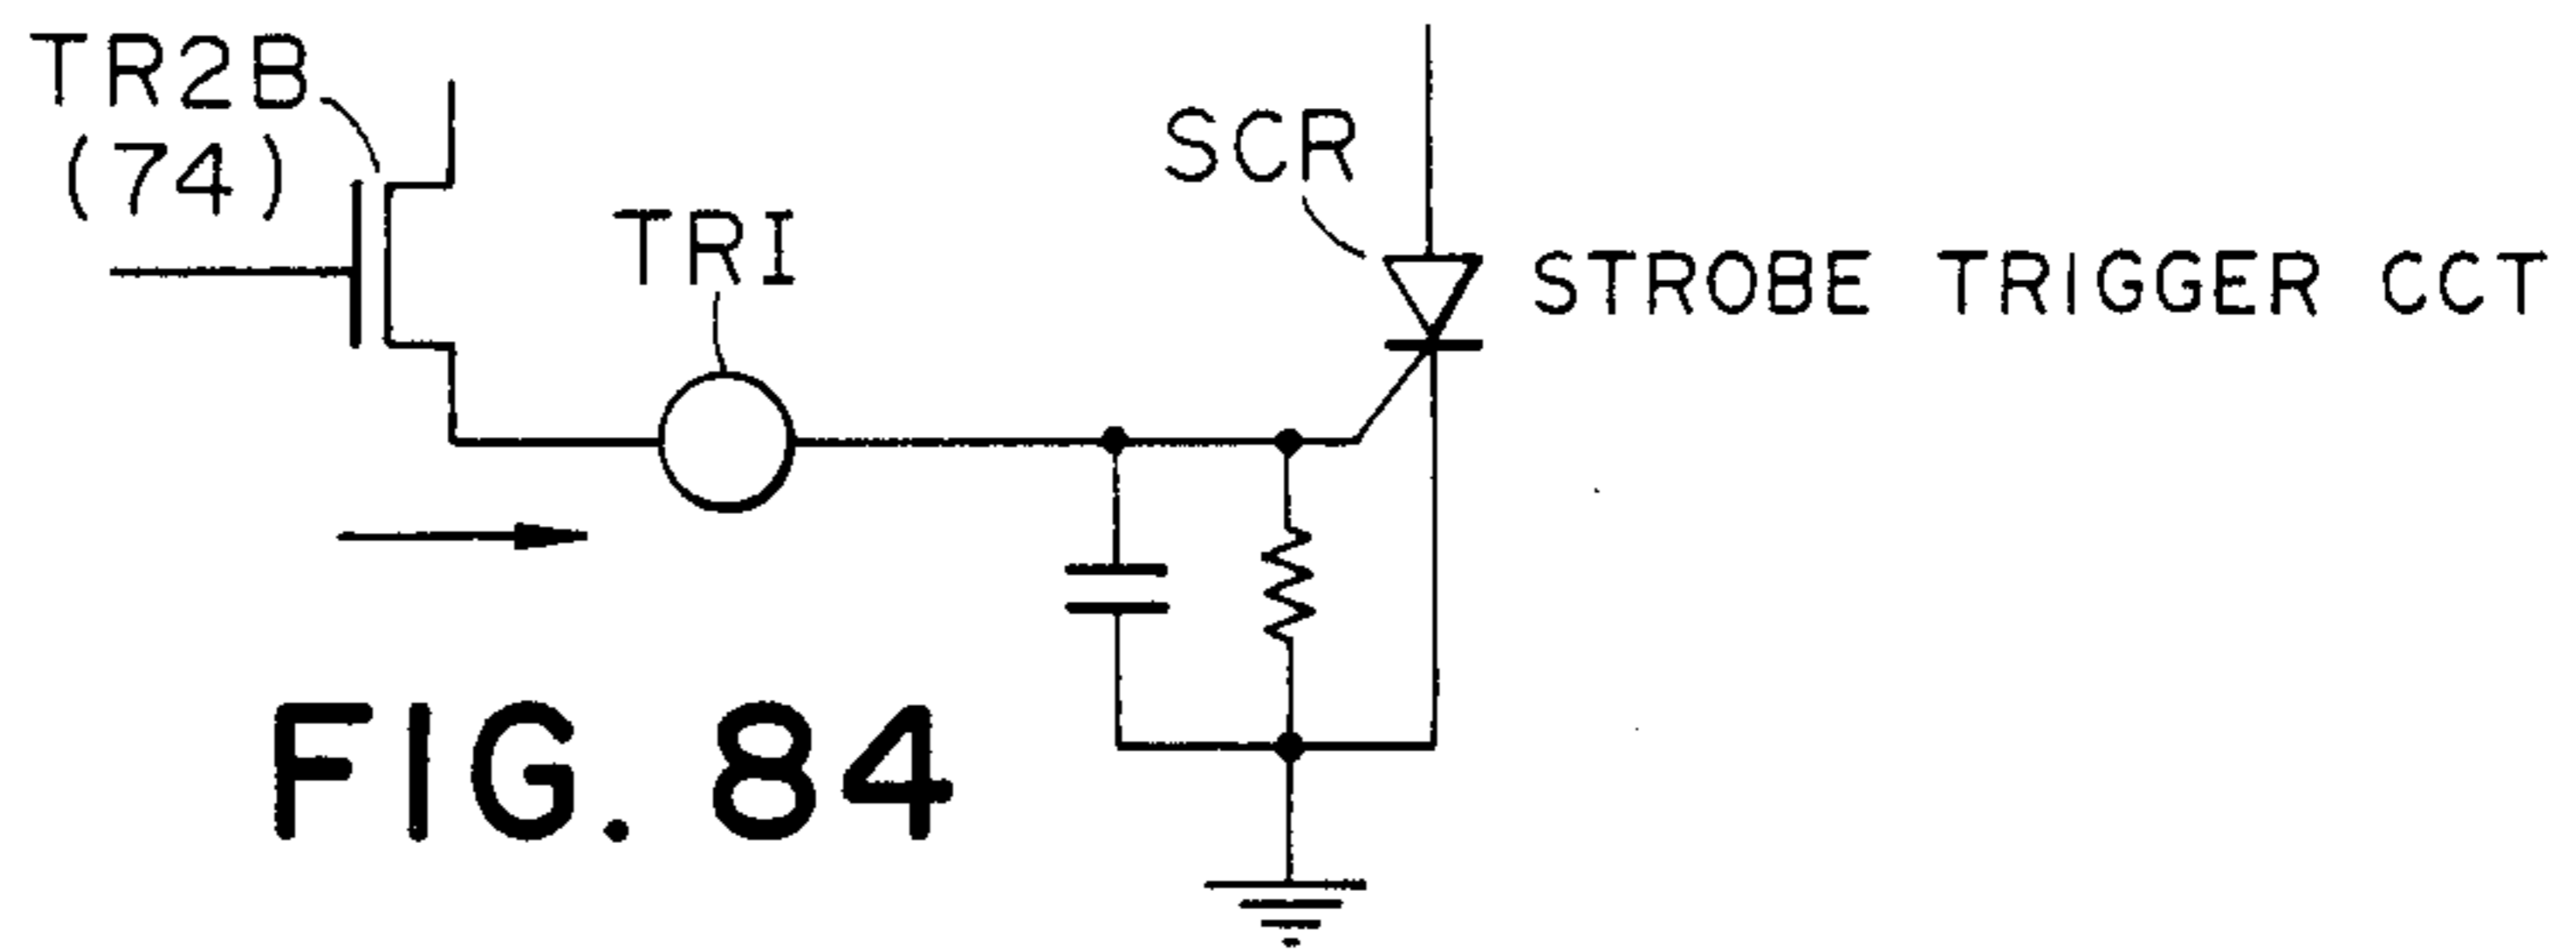 TR2B
(74)
TRI
SCR
STROBE TRIGGER CCT
FIG. 84